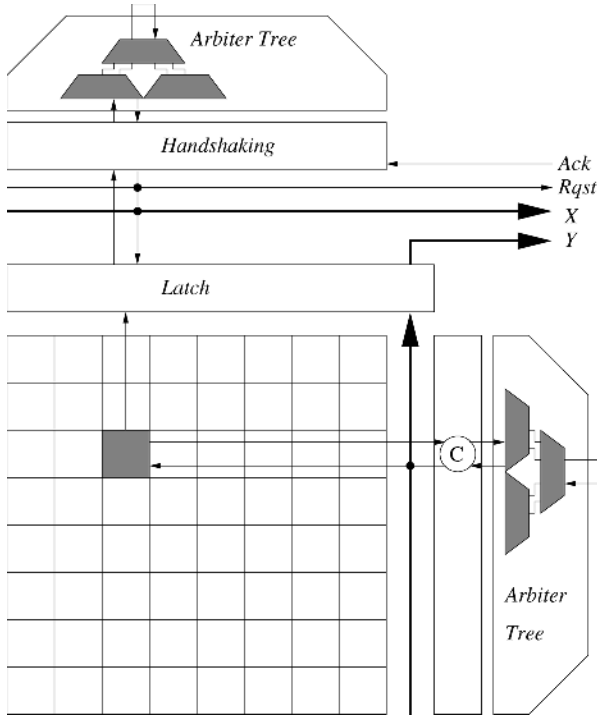 Arbiter Tree
Handshaking
Ack
Rqst
X
Y
Latch
C
Arbiter
Tree